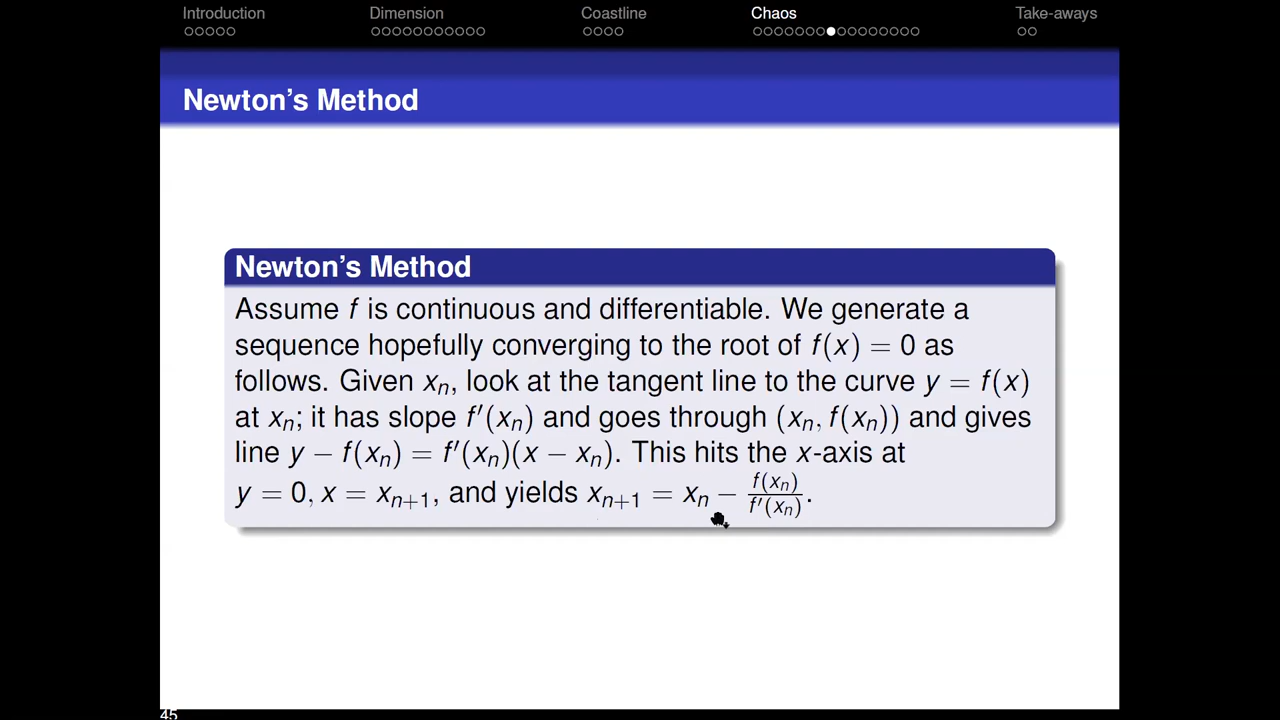 Introduction Dimension Coastline Chaos Take-aways
Newton's Method
Newton's Method
Assume f is continuous and differentiable. We generate a
sequence hopefully converging to the root of f(x) = 0 as
follows. Given xₙ, look at the tangent line to the curve y = f(x)
at xₙ; it has slope f′(xₙ) and goes through (xₙ, f(xₙ)) and gives
line y − f(xₙ) = f′(xₙ)(x − xₙ). This hits the x-axis at
y = 0, x = xₙ₊₁, and yields xₙ₊₁ = xₙ − f(xₙ)/f′(xₙ).
45